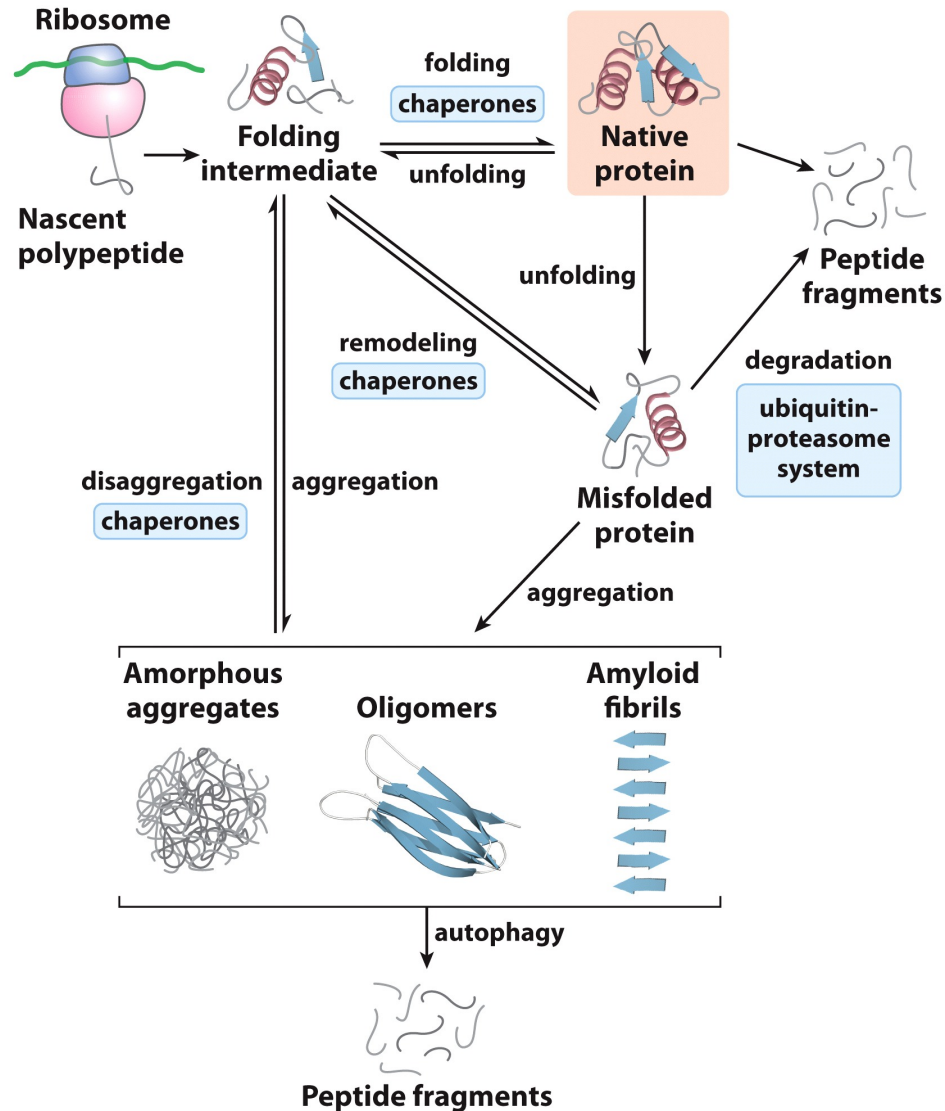 Ribosome
Nascent
polypeptide
Folding
intermediate
folding
chaperones
unfolding
Native
protein
Peptide
fragments
unfolding
remodeling
chaperones
degradation
ubiquitin-
proteasome
system
Misfolded
protein
disaggregation
chaperones
aggregation
aggregation
Amorphous
aggregates
Oligomers
Amyloid
fibrils
autophagy
Peptide fragments